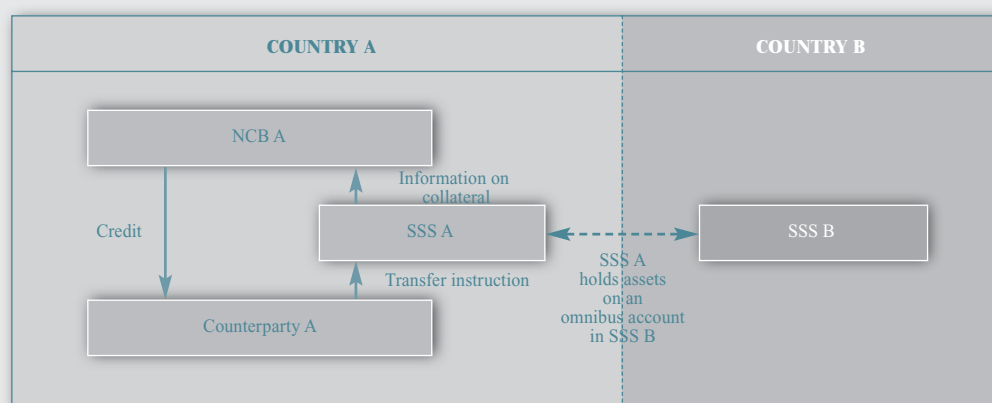 COUNTRY A
COUNTRY B
NCB A
Information on
collateral
Credit
SSS A
SSS B
Transfer instruction
SSS A
holds assets
on an
omnibus account
in SSS B
Counterparty A